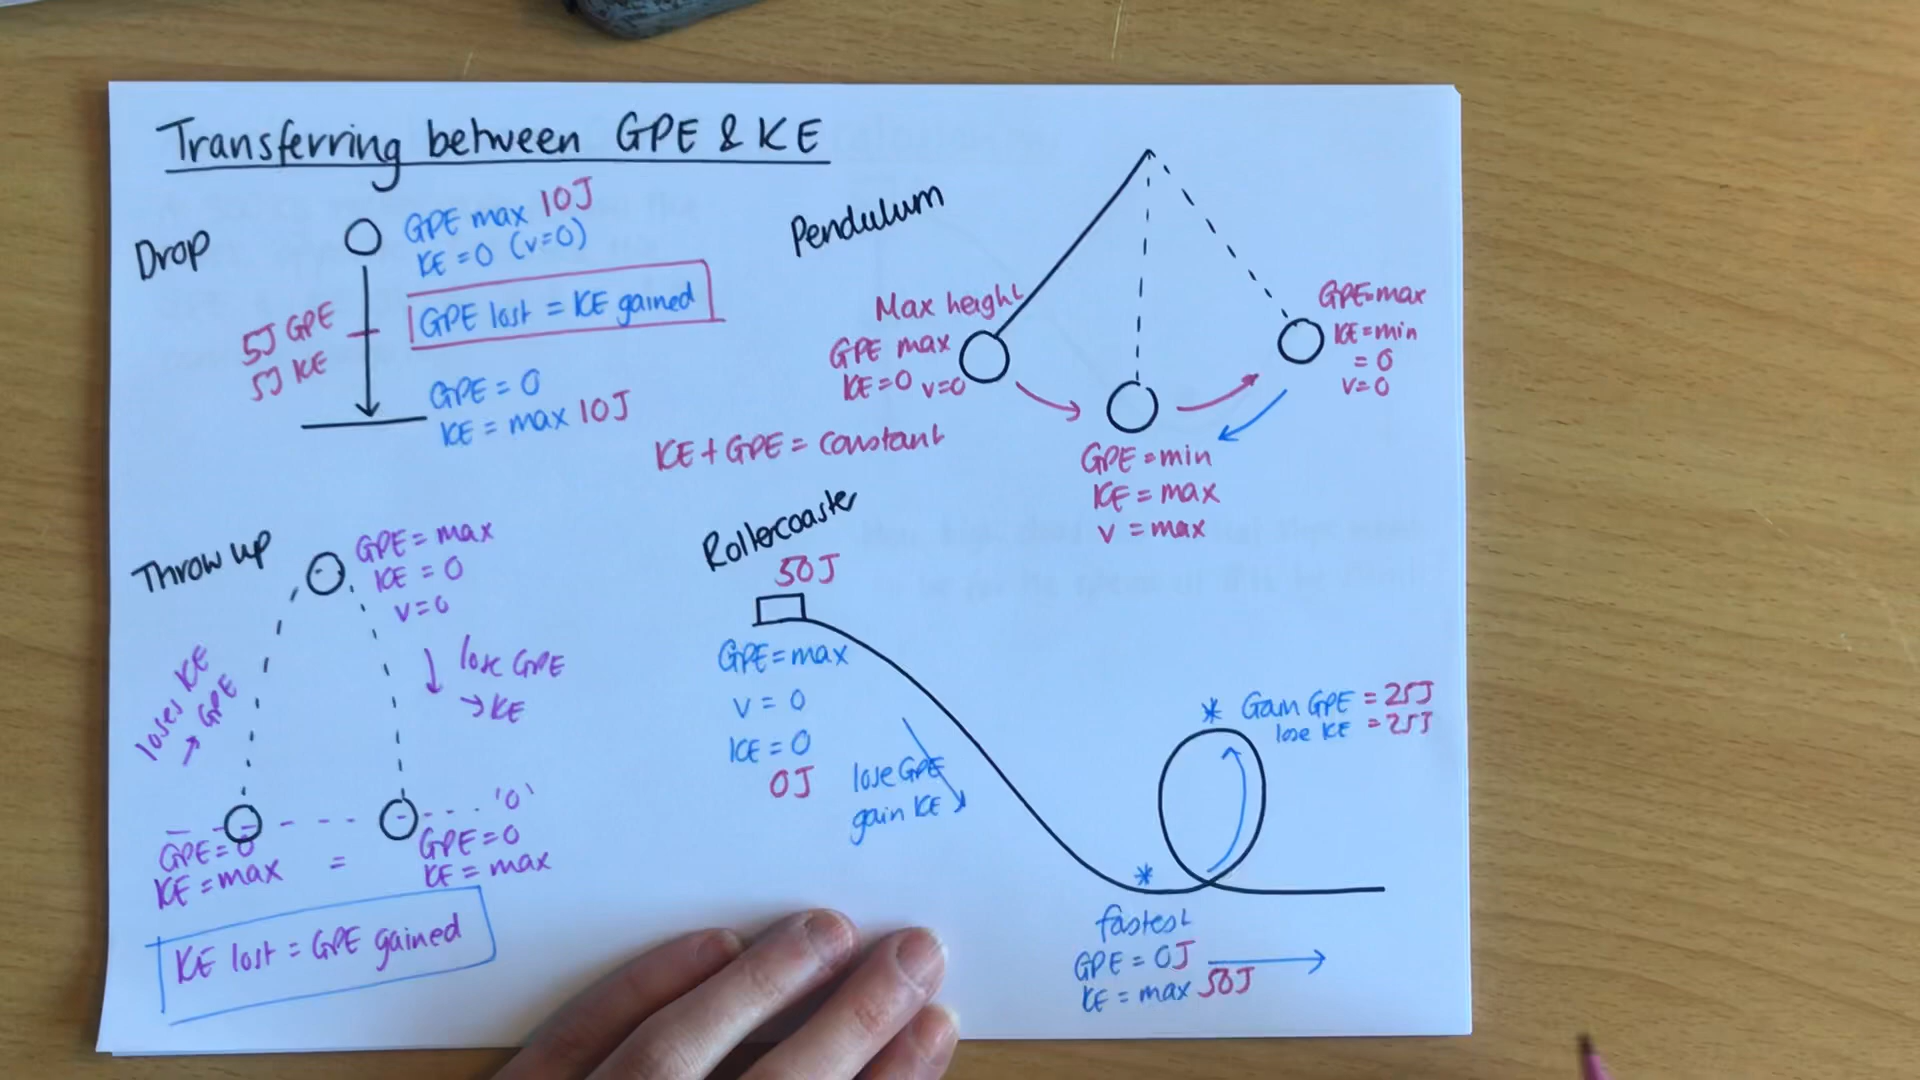 Transferring between GPE & KE
Drop
GPE max 10J
KE = 0 (v=0)
GPE lost = KE gained
5J GPE
5J KE
GPE = 0
KE = max 10J
KE + GPE = constant
Pendulum
Max height
GPE max
KE=0 v=0
GPE=max
KE=min
= 0
v=0
GPE=min
KE = max
v = max
Throw up
GPE = max
KE = 0
v=0
loses KE
→ GPE
↓ lose GPE
→ KE
'0'
GPE=0
KE = max
=
GPE=0
KE = max
KE lost = GPE gained
Rollercoaster
50J
GPE=max
v = 0
KE = 0
0J
lose GPE
gain KE
* Gain GPE = 25J
lose KE = 25J
*
fastest
GPE = 0J
KE = max 50J